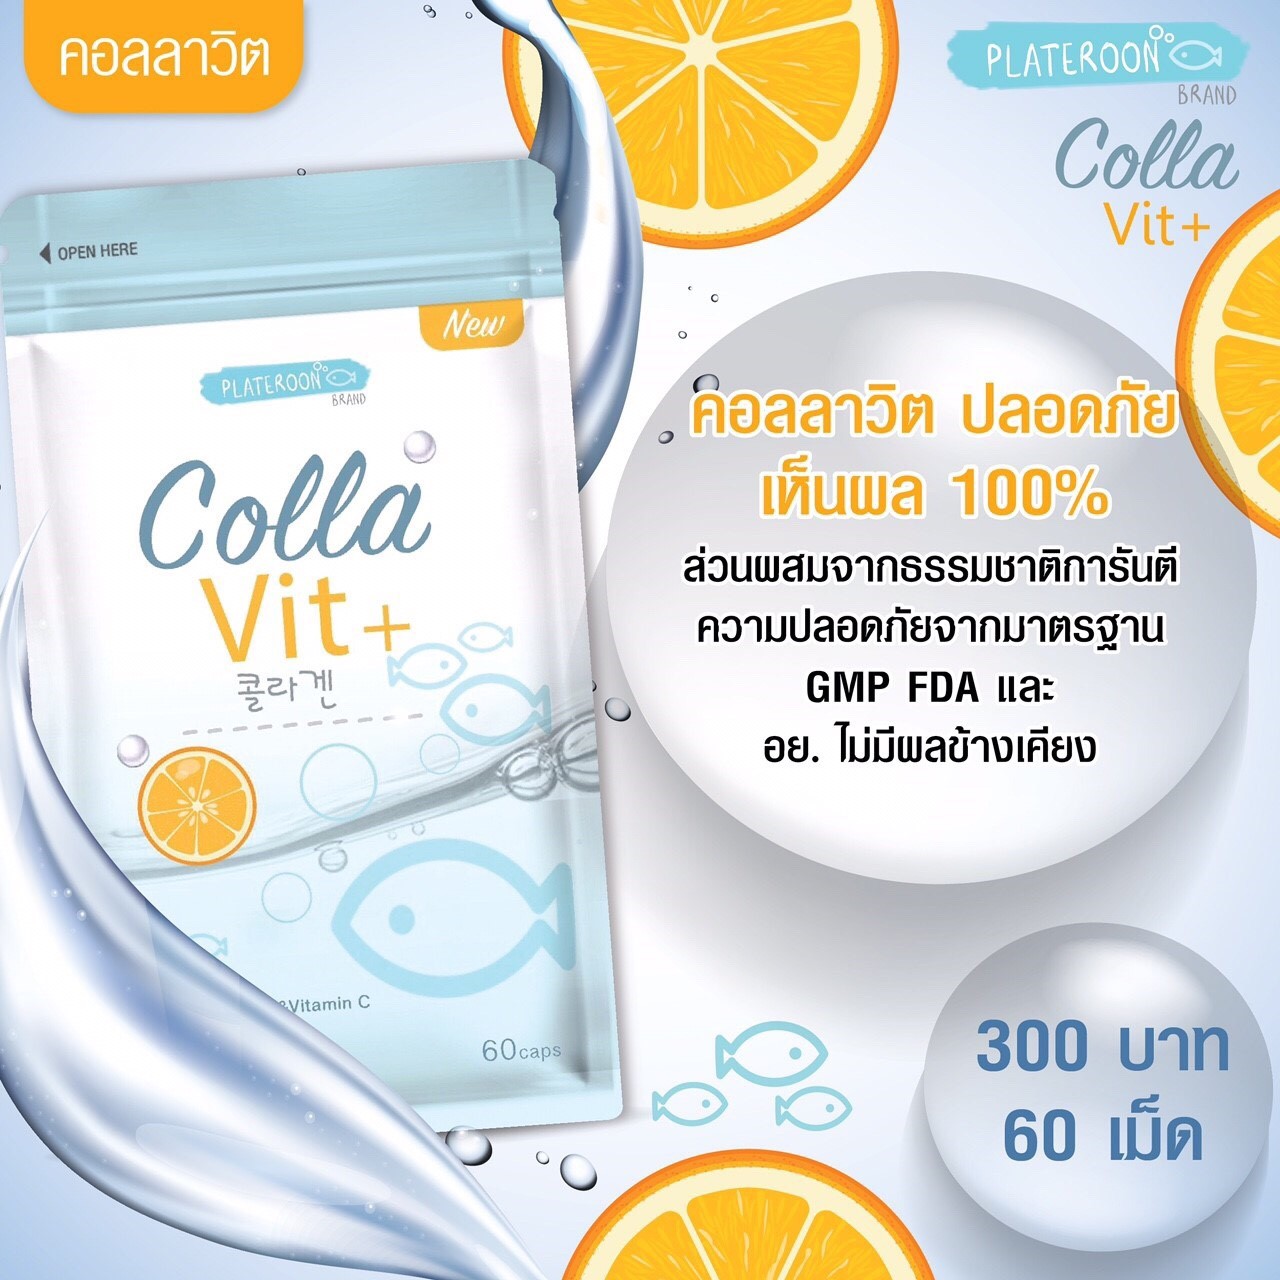 คอลลาวิต
PLATEROON
BRAND
Colla
Vit+
OPEN HERE
New
PLATEROON
BRAND
Colla
Vit+
콜라겐
&Vitamin C
60caps
คอลลาวิต ปลอดภัย
เห็นผล 100%
ส่วนผสมจากธรรมชาติการันตี
ความปลอดภัยจากมาตรฐาน
GMP FDA และ
อย. ไม่มีผลข้างเคียง
300 บาท
60 เม็ด